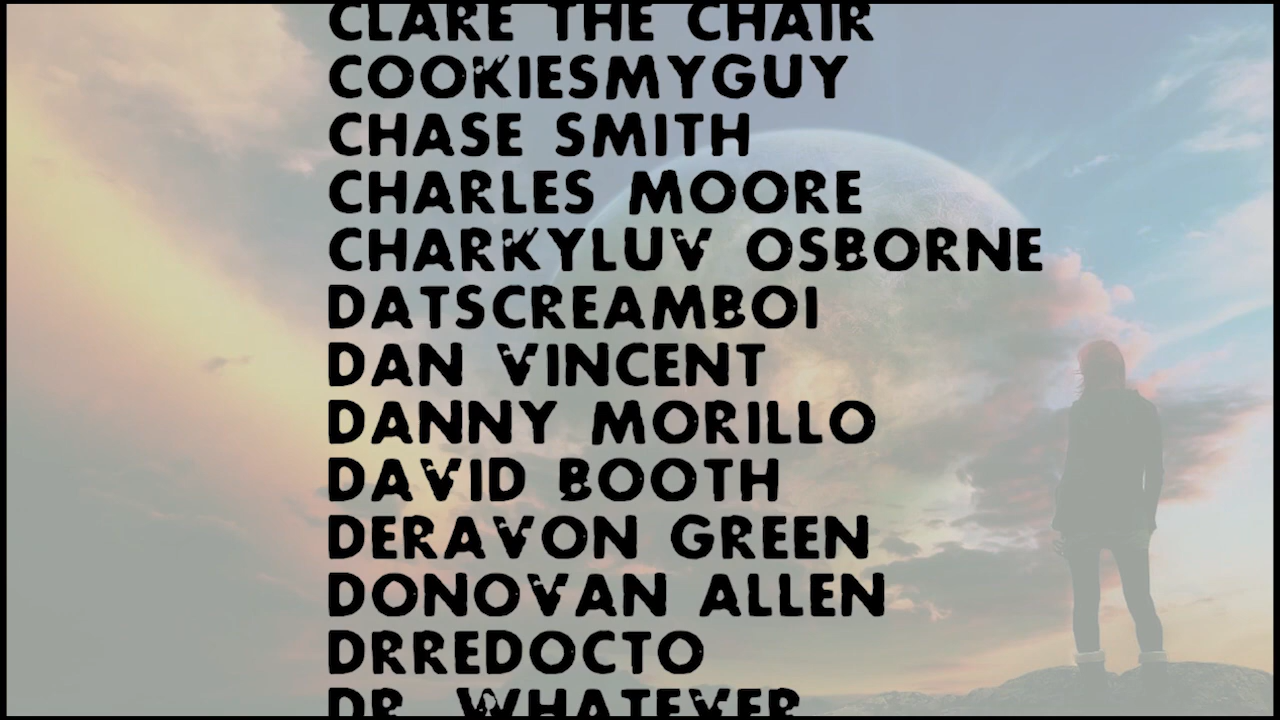 CLARE THE CHAIR
COOKIESMYGUY
CHASE SMITH
CHARLES MOORE
CHARKYLUV OSBORNE
DATSCREAMBOI
DAN VINCENT
DANNY MORILLO
DAVID BOOTH
DERAVON GREEN
DONOVAN ALLEN
DRREDOCTO
DR. WHATEVER